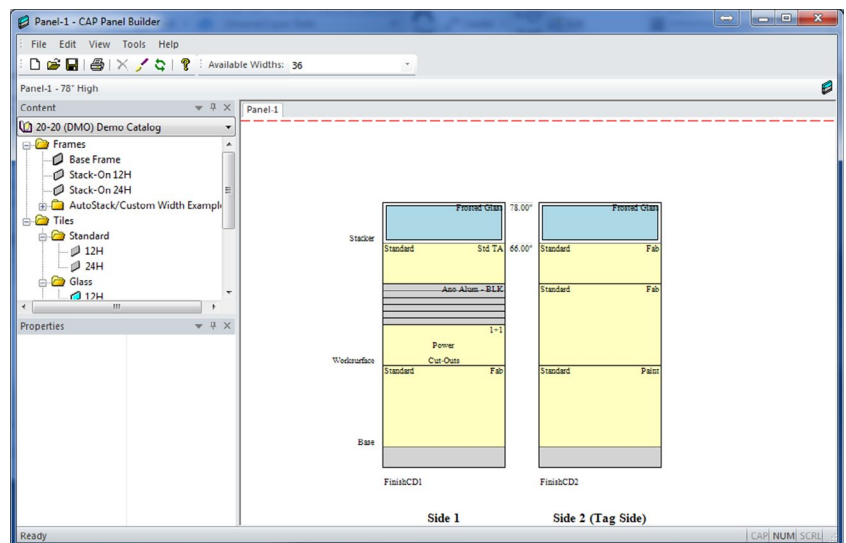 Panel-1 - CAP Panel Builder
File Edit View Tools Help
Available Widths: 36
Panel-1 - 78" High
Content
Panel-1
20-20 (DMO) Demo Catalog
Frames
Base Frame
Stack-On 12H
Stack-On 24H
AutoStack/Custom Width Example
Tiles
Standard
12H
24H
Glass
12H
Properties
Frosted Glass 78.00" Frosted Glass
Stacker
Standard Std TA 66.00" Standard Fab
Ano Alum - BLK Standard Fab
1+1
Power
Worksurface Cut-Outs
Standard Fab Standard Paint
Base
FinishCD1 FinishCD2
Side 1 Side 2 (Tag Side)
Ready CAP NUM SCRL